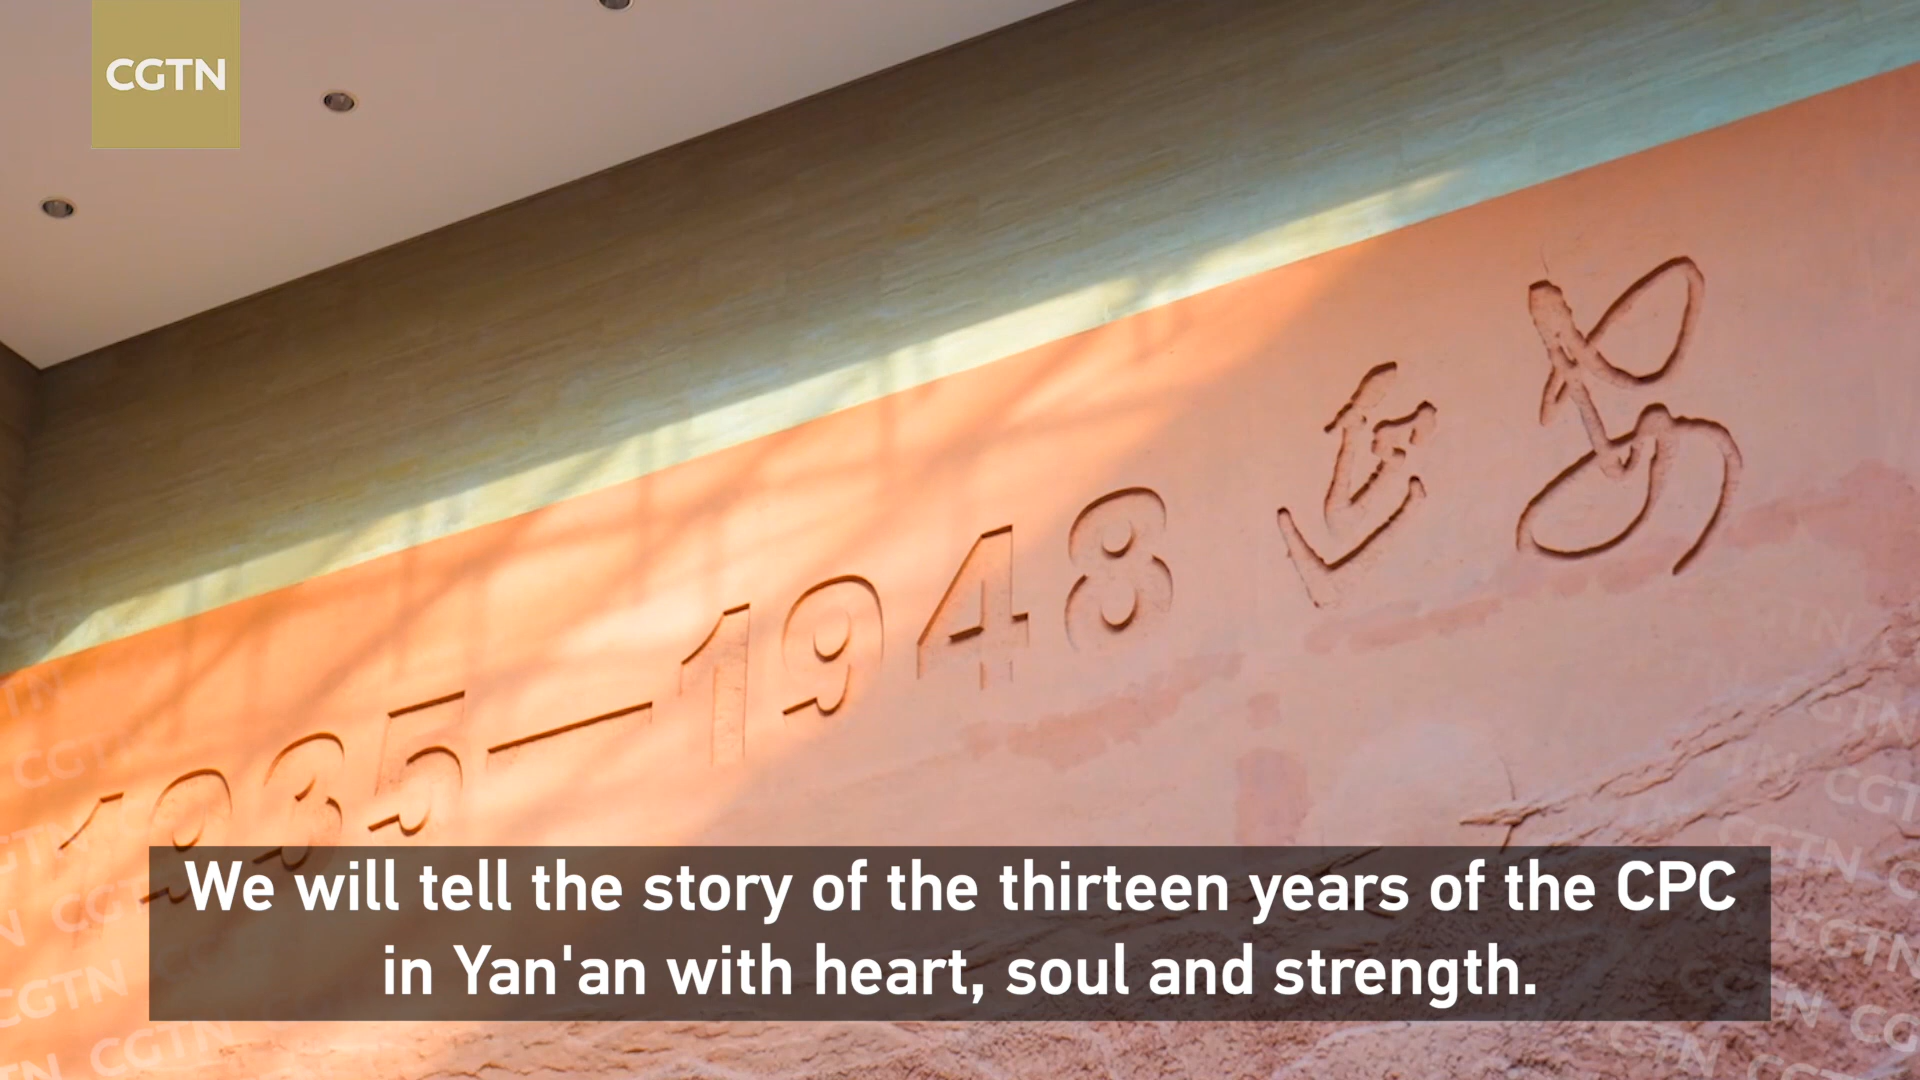 CGTN
1935—1948 延安
We will tell the story of the thirteen years of the CPC
in Yan'an with heart, soul and strength.